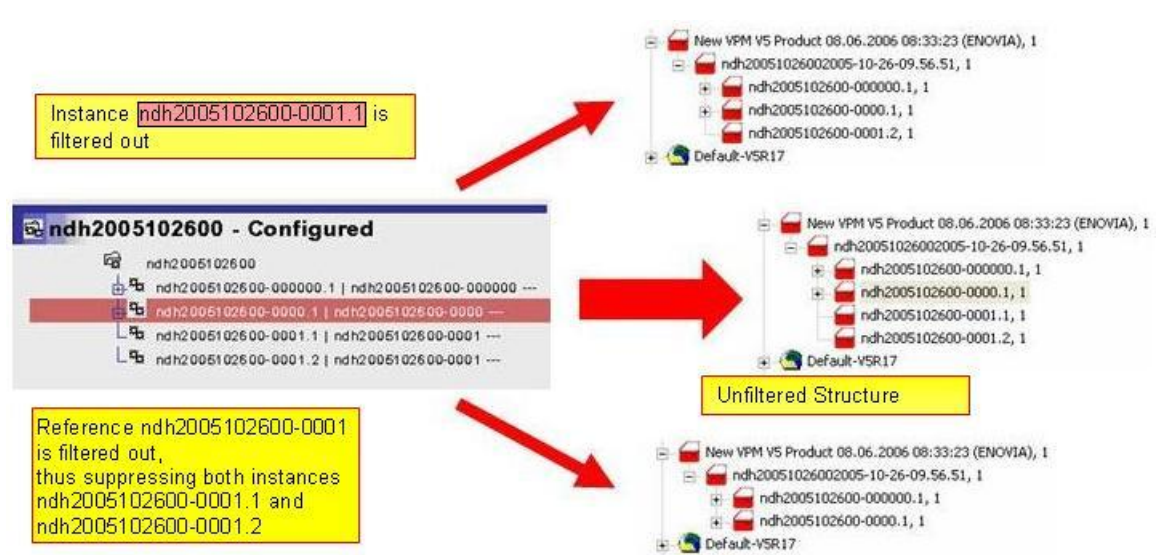 New VPM V5 Product 08.06.2006 08:33:23 (ENOVIA), 1
ndh20051026002005-10-26-09.56.51, 1
ndh2005102600-000000.1, 1
ndh2005102600-0000.1, 1
ndh2005102600-0001.2, 1
Default-V5R17
Instance ndh2005102600-0001.1 is
filtered out
ndh2005102600 - Configured
ndh2005102600
ndh2005102600-000000.1 | ndh2005102600-000000 ---
ndh2005102600-0000.1 | ndh2005102600-0000 ---
ndh2005102600-0001.1 | ndh2005102600-0001 ---
ndh2005102600-0001.2 | ndh2005102600-0001 ---
New VPM V5 Product 08.06.2006 08:33:23 (ENOVIA), 1
ndh20051026002005-10-26-09.56.51, 1
ndh2005102600-000000.1, 1
ndh2005102600-0000.1, 1
ndh2005102600-0001.1, 1
ndh2005102600-0001.2, 1
Default-V5R17
Unfiltered Structure
Reference ndh2005102600-0001
is filtered out,
thus suppressing both instances
ndh2005102600-0001.1 and
ndh2005102600-0001.2
New VPM V5 Product 08.06.2006 08:33:23 (ENOVIA), 1
ndh20051026002005-10-26-09.56.51, 1
ndh2005102600-000000.1, 1
ndh2005102600-0000.1, 1
Default-V5R17